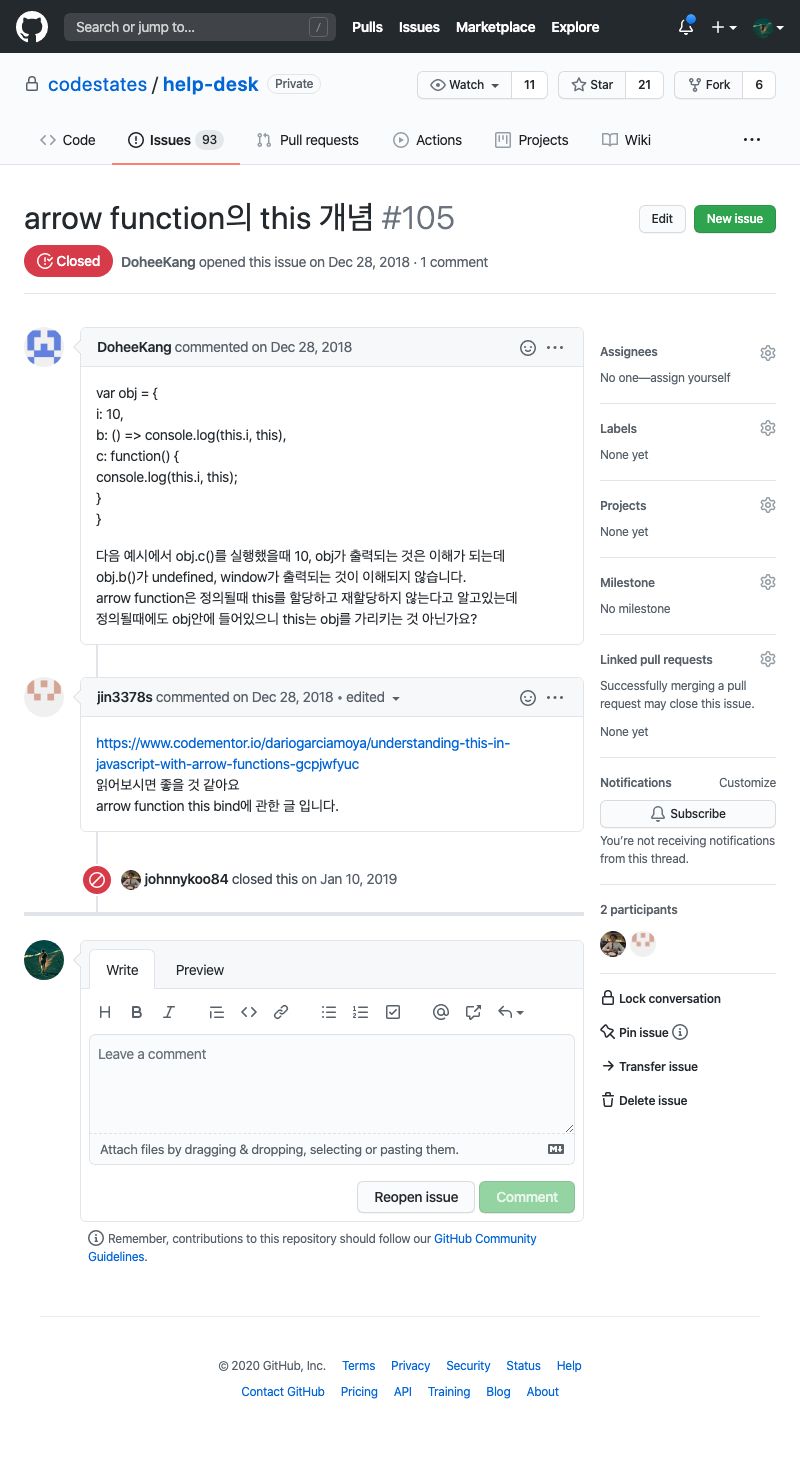 Search or jump to... /
Pulls Issues Marketplace Explore
codestates / help-desk Private
Watch 11 Star 21 Fork 6
Code Issues 93 Pull requests Actions Projects Wiki
arrow function의 this 개념 #105
Edit New issue
Closed DoheeKang opened this issue on Dec 28, 2018 · 1 comment
DoheeKang commented on Dec 28, 2018
var obj = {
i: 10,
b: () => console.log(this.i, this),
c: function() {
console.log(this.i, this);
}
}
다음 예시에서 obj.c()를 실행했을때 10, obj가 출력되는 것은 이해가 되는데
obj.b()가 undefined, window가 출력되는 것이 이해되지 않습니다.
arrow function은 정의될때 this를 할당하고 재할당하지 않는다고 알고있는데
정의될때에도 obj안에 들어있으니 this는 obj를 가리키는 것 아닌가요?
jin3378s commented on Dec 28, 2018 • edited
https://www.codementor.io/dariogarciamoya/understanding-this-in-
javascript-with-arrow-functions-gcpjwfyuc
읽어보시면 좋을 것 같아요
arrow function this bind에 관한 글 입니다.
johnnykoo84 closed this on Jan 10, 2019
Write Preview
H B I @
Leave a comment
Attach files by dragging & dropping, selecting or pasting them.
Reopen issue Comment
Remember, contributions to this repository should follow our GitHub Community
Guidelines.
Assignees
No one—assign yourself
Labels
None yet
Projects
None yet
Milestone
No milestone
Linked pull requests
Successfully merging a pull
request may close this issue.
None yet
Notifications Customize
Subscribe
You’re not receiving notifications
from this thread.
2 participants
Lock conversation
Pin issue
Transfer issue
Delete issue
© 2020 GitHub, Inc. Terms Privacy Security Status Help
Contact GitHub Pricing API Training Blog About